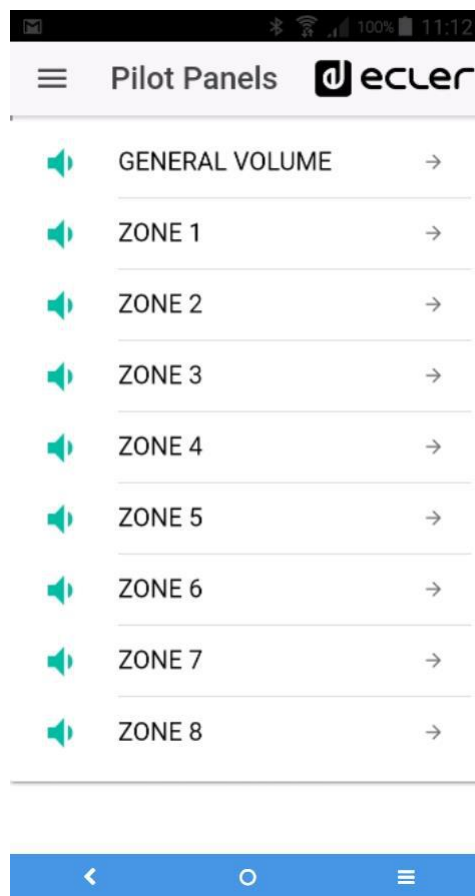 100% 11:12
Pilot Panels ecler
GENERAL VOLUME
ZONE 1
ZONE 2
ZONE 3
ZONE 4
ZONE 5
ZONE 6
ZONE 7
ZONE 8